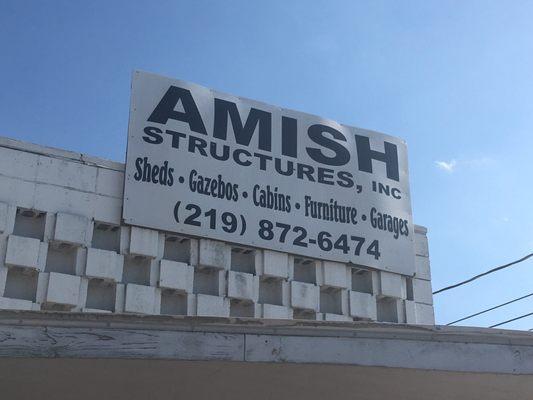 AMISH
STRUCTURES, INC
Sheds • Gazebos • Cabins • Furniture • Garages
(219) 872-6474